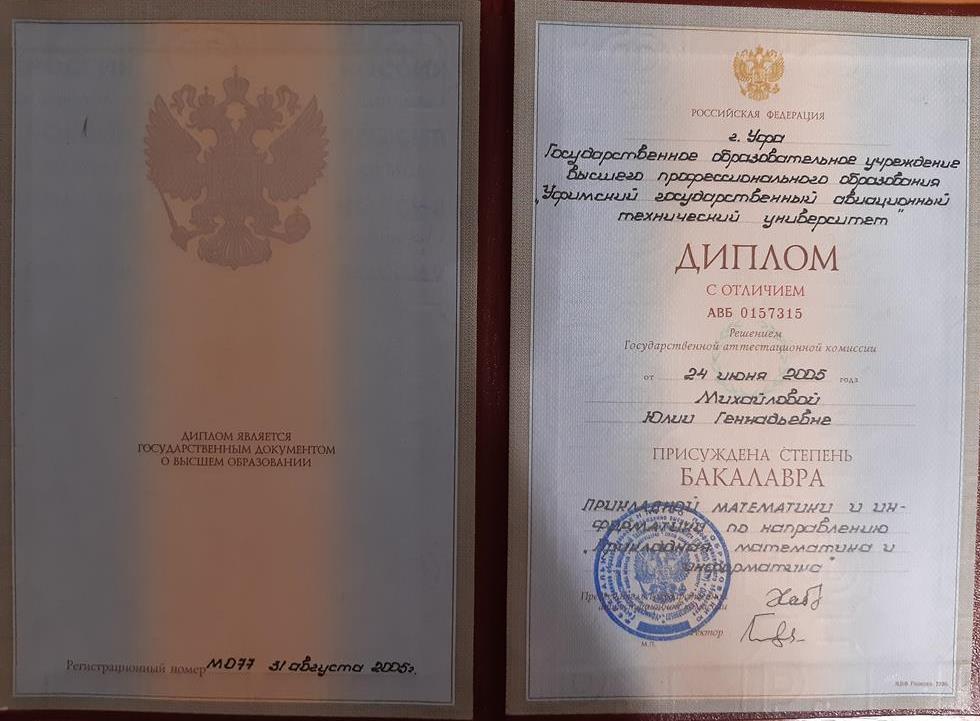 ДИПЛОМ ЯВЛЯЕТСЯ
ГОСУДАРСТВЕННЫМ ДОКУМЕНТОМ
О ВЫСШЕМ ОБРАЗОВАНИИ
Регистрационный номер МО77 31 августа 2005г.
РОССИЙСКАЯ ФЕДЕРАЦИЯ
г. Уфа
Государственное образовательное учреждение
высшего профессионального образования
„Уфимский государственный авиационный
технический университет"
ДИПЛОМ
С ОТЛИЧИЕМ
АВБ 0157315
Решением
Государственной аттестационной комиссии
от 24 июня 2005 года
Михайловой
Юлии Геннадьевне
ПРИСУЖДЕНА СТЕПЕНЬ
БАКАЛАВРА
ПРИКЛАДНОЙ МАТЕМАТИКИ И ИН-
ФОРМАТИКИ по направлению
„Прикладная математика и
информатика"
М.П.